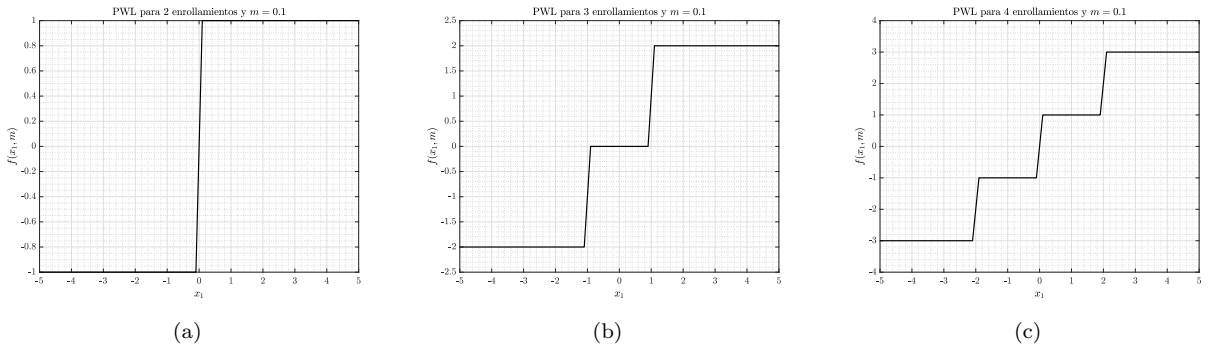 PWL para 2 enrollamientos y m = 0.1
1
0.8
0.6
0.4
0.2
0
-0.2
-0.4
-0.6
-0.8
-1
f(x₁, m)
-5 -4 -3 -2 -1 0 1 2 3 4 5
x₁
(a)
PWL para 3 enrollamientos y m = 0.1
2.5
2
1.5
1
0.5
0
-0.5
-1
-1.5
-2
-2.5
f(x₁, m)
-5 -4 -3 -2 -1 0 1 2 3 4 5
x₁
(b)
PWL para 4 enrollamientos y m = 0.1
4
3
2
1
0
-1
-2
-3
-4
f(x₁, m)
-5 -4 -3 -2 -1 0 1 2 3 4 5
x₁
(c)